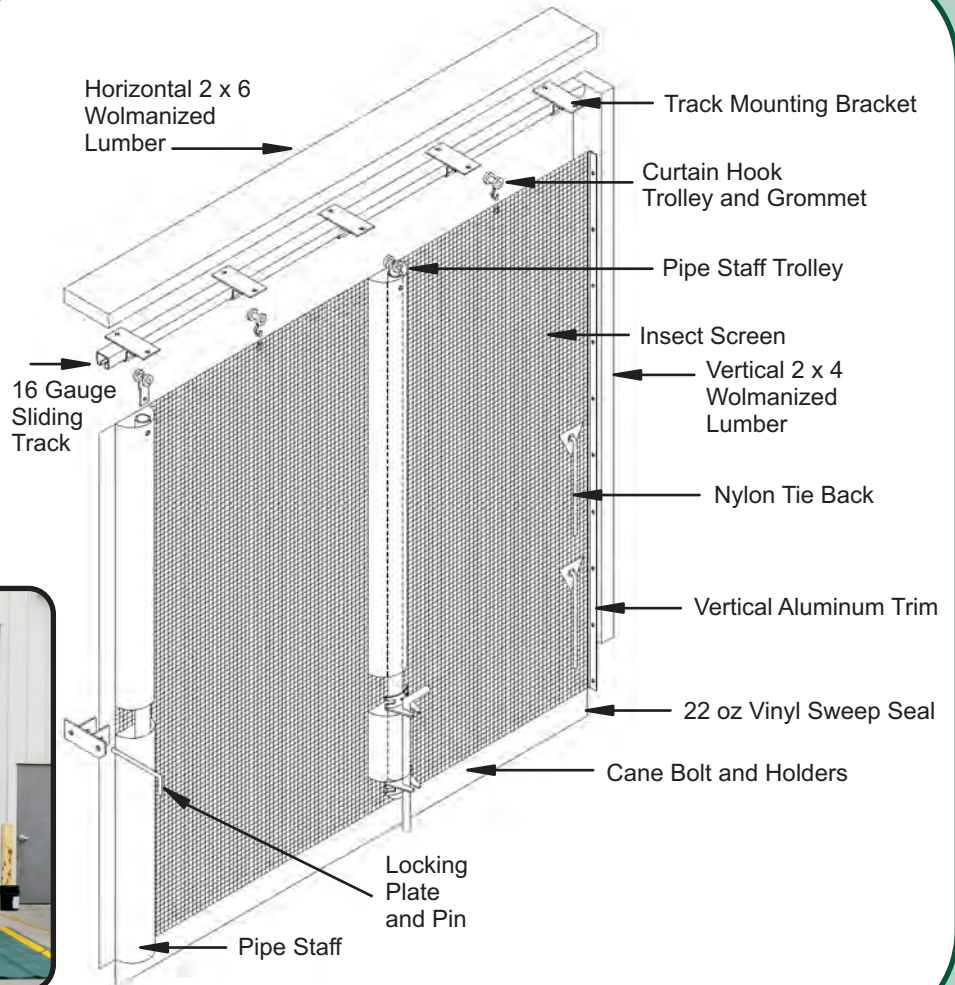 Horizontal 2 x 6
Wolmanized
Lumber
Track Mounting Bracket
Curtain Hook
Trolley and Grommet
Pipe Staff Trolley
Insect Screen
16 Gauge
Sliding
Track
Vertical 2 x 4
Wolmanized
Lumber
Nylon Tie Back
Vertical Aluminum Trim
22 oz Vinyl Sweep Seal
Cane Bolt and Holders
Locking
Plate
and Pin
Pipe Staff